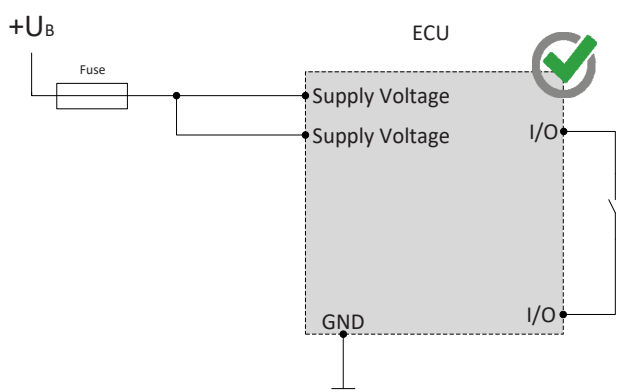 +UB
ECU
Fuse
Supply Voltage
Supply Voltage
I/O
I/O
GND